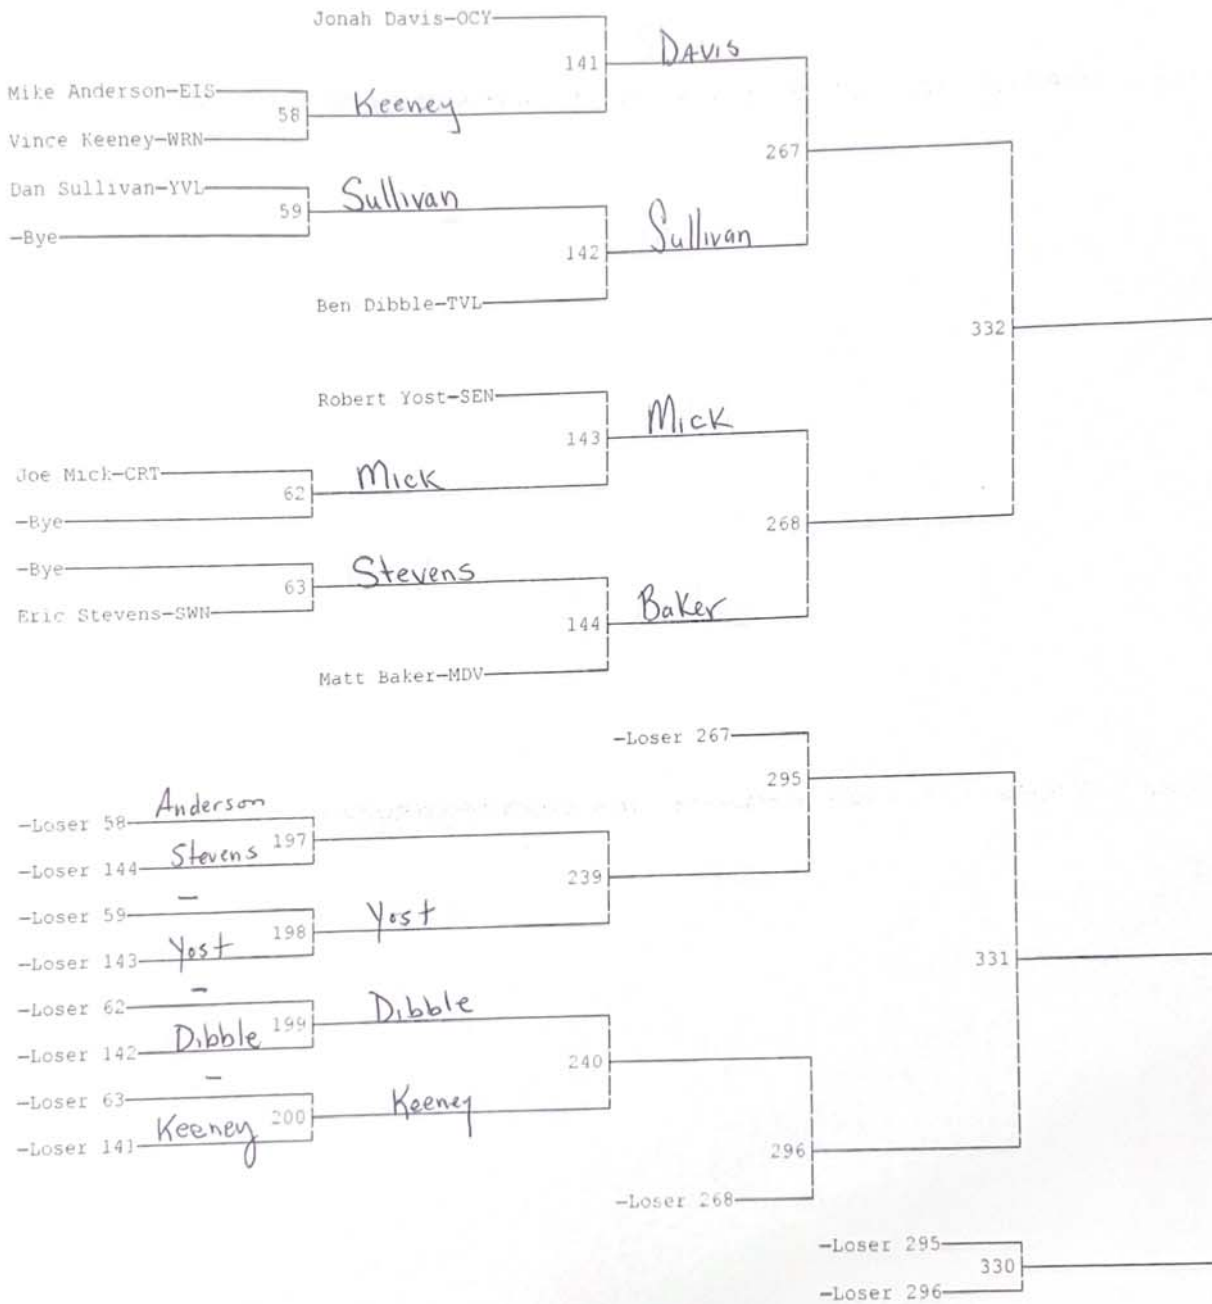 Jonah Davis-OCY
141 DAVIS
Mike Anderson-EIS
58 Keeney
Vince Keeney-WRN
267
Dan Sullivan-YVL
59 Sullivan
-Bye
142 Sullivan
Ben Dibble-TVL
332
Robert Yost-SEN
143 Mick
Joe Mick-CRT
62 Mick
-Bye
268
-Bye
63 Stevens
Eric Stevens-SWN
144 Baker
Matt Baker-MDV
-Loser 267
295
-Loser 58 Anderson
197
-Loser 144 Stevens
239
-Loser 59 -
198 Yost
-Loser 143 Yost
331
-Loser 62 -
199 Dibble
-Loser 142 Dibble
240
-Loser 63 -
200 Keeney
-Loser 141 Keeney
296
-Loser 268
-Loser 295
330
-Loser 296